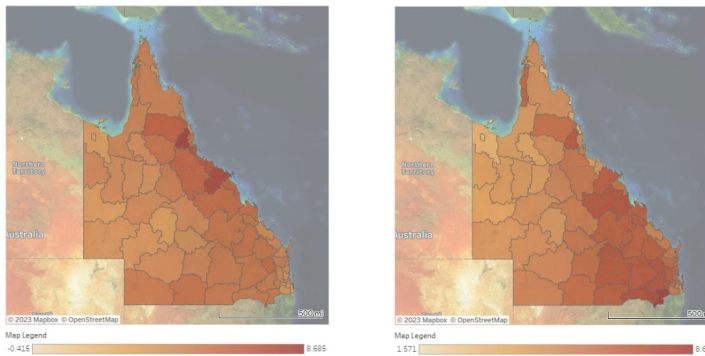 Northern
Territory
Australia
© 2023 Mapbox © OpenStreetMap
500 mi
Map Legend
-0.415
8.685
Northern
Territory
Australia
© 2023 Mapbox © OpenStreetMap
Map Legend
1.571